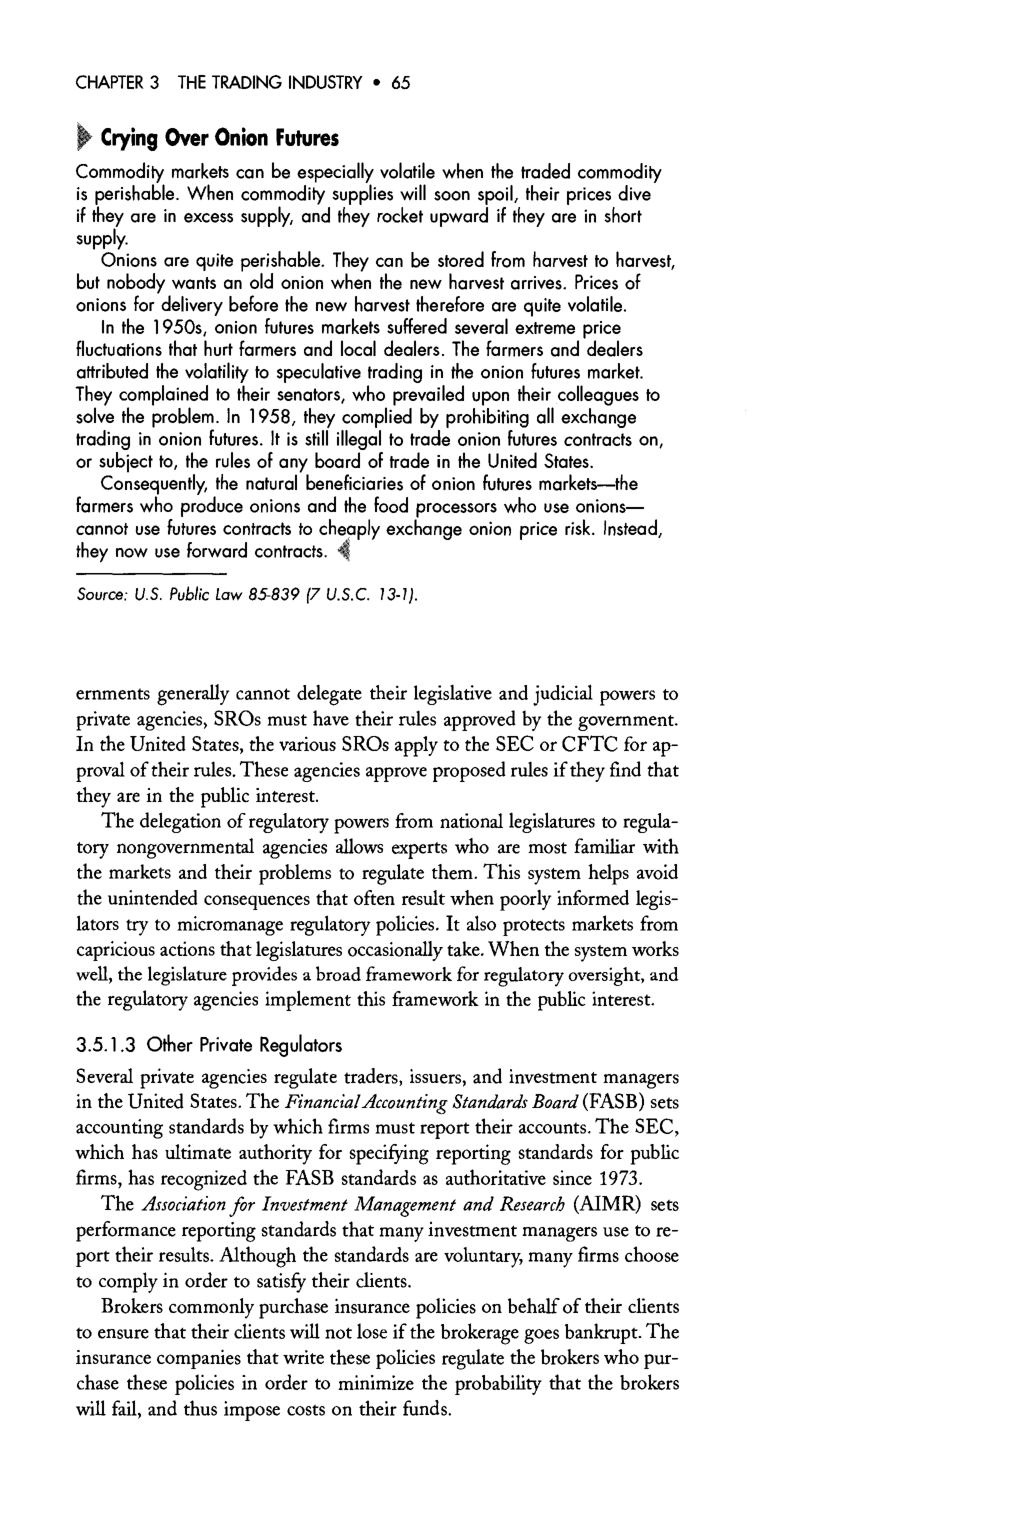 CHAPTER 3 THE TRADING INDUSTRY • 65
Crying Over Onion Futures
Commodity markets can be especially volatile when the traded commodity
is perishable. When commodity supplies will soon spoil, their prices dive
if they are in excess supply, and they rocket upward if they are in short
supply.
Onions are quite perishable. They can be stored from harvest to harvest,
but nobody wants an old onion when the new harvest arrives. Prices of
onions for delivery before the new harvest therefore are quite volatile.
In the 1950s, onion futures markets suffered several extreme price
fluctuations that hurt farmers and local dealers. The farmers and dealers
attributed the volatility to speculative trading in the onion futures market.
They complained to their senators, who prevailed upon their colleagues to
solve the problem. In 1958, they complied by prohibiting all exchange
trading in onion futures. It is still illegal to trade onion futures contracts on,
or subject to, the rules of any board of trade in the United States.
Consequently, the natural beneficiaries of onion futures markets—the
farmers who produce onions and the food processors who use onions—
cannot use futures contracts to cheaply exchange onion price risk. Instead,
they now use forward contracts.
Source: U.S. Public Law 85-839 (7 U.S.C. 13-1).
ernments generally cannot delegate their legislative and judicial powers to
private agencies, SROs must have their rules approved by the government.
In the United States, the various SROs apply to the SEC or CFTC for ap-
proval of their rules. These agencies approve proposed rules if they find that
they are in the public interest.
The delegation of regulatory powers from national legislatures to regula-
tory nongovernmental agencies allows experts who are most familiar with
the markets and their problems to regulate them. This system helps avoid
the unintended consequences that often result when poorly informed legis-
lators try to micromanage regulatory policies. It also protects markets from
capricious actions that legislatures occasionally take. When the system works
well, the legislature provides a broad framework for regulatory oversight, and
the regulatory agencies implement this framework in the public interest.
3.5.1.3 Other Private Regulators
Several private agencies regulate traders, issuers, and investment managers
in the United States. The Financial Accounting Standards Board (FASB) sets
accounting standards by which firms must report their accounts. The SEC,
which has ultimate authority for specifying reporting standards for public
firms, has recognized the FASB standards as authoritative since 1973.
The Association for Investment Management and Research (AIMR) sets
performance reporting standards that many investment managers use to re-
port their results. Although the standards are voluntary, many firms choose
to comply in order to satisfy their clients.
Brokers commonly purchase insurance policies on behalf of their clients
to ensure that their clients will not lose if the brokerage goes bankrupt. The
insurance companies that write these policies regulate the brokers who pur-
chase these policies in order to minimize the probability that the brokers
will fail, and thus impose costs on their funds.